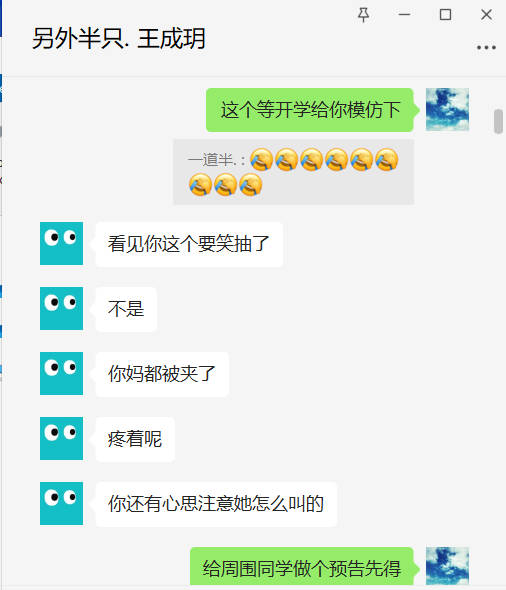 另外半只. 王成玥
这个等开学给你模仿下
一道半. :
看见你这个要笑抽了
不是
你妈都被夹了
疼着呢
你还有心思注意她怎么叫的
给周围同学做个预告先得